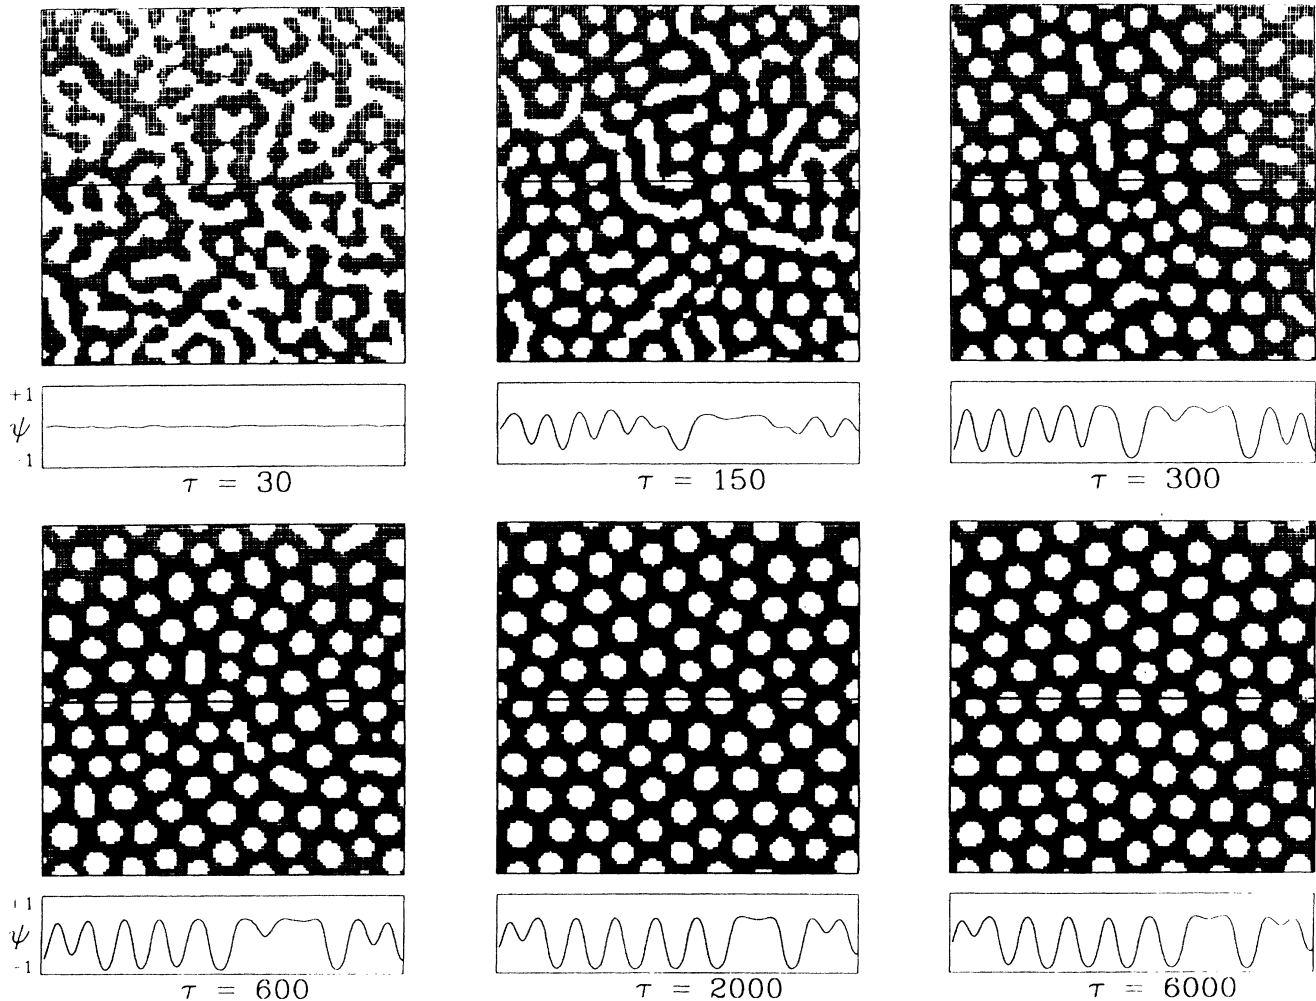 +1
ψ
-1
τ = 30
τ = 150
τ = 300
+1
ψ
-1
τ = 600
τ = 2000
τ = 6000